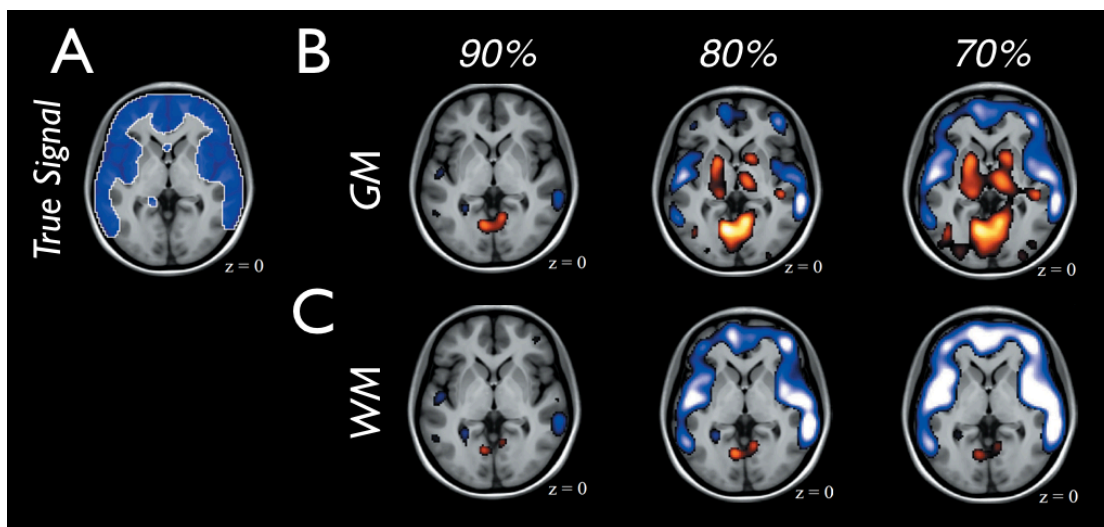 A
True Signal
z = 0
B
90%
80%
70%
GM
z = 0
z = 0
z = 0
C
WM
z = 0
z = 0
z = 0